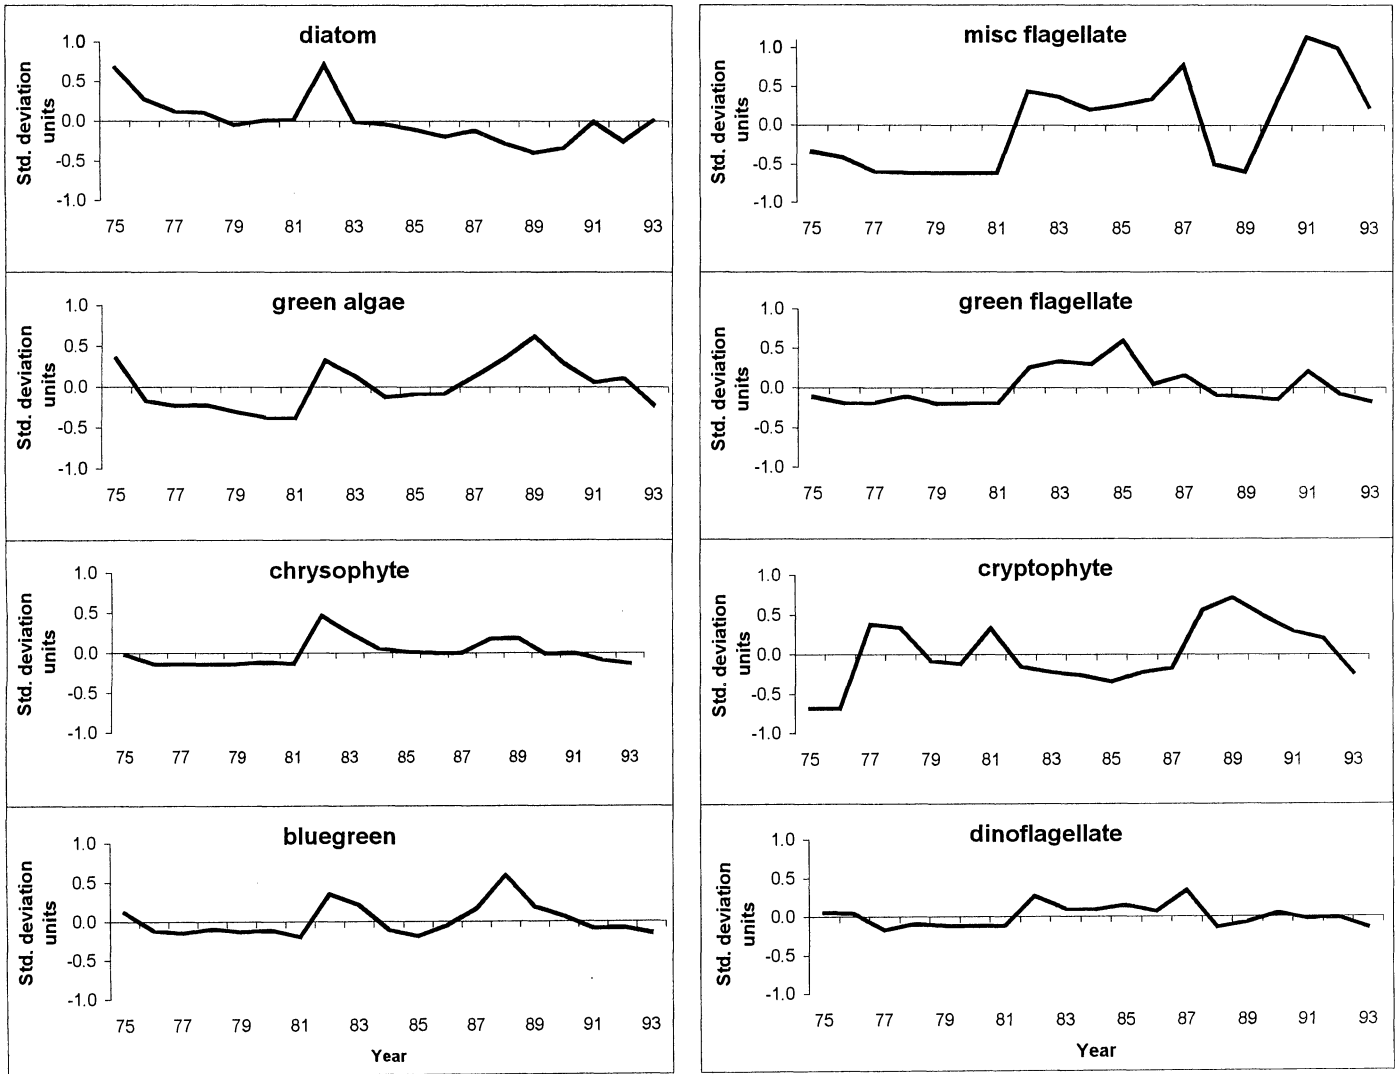 diatom
Std. deviation
units
1.0
0.5
0.0
-0.5
-1.0
75 77 79 81 83 85 87 89 91 93
green algae
Std. deviation
units
1.0
0.5
0.0
-0.5
-1.0
75 77 79 81 83 85 87 89 91 93
chrysophyte
Std. deviation
units
1.0
0.5
0.0
-0.5
-1.0
75 77 79 81 83 85 87 89 91 93
bluegreen
Std. deviation
units
1.0
0.5
0.0
-0.5
-1.0
75 77 79 81 83 85 87 89 91 93
Year
misc flagellate
Std. deviation
units
1.0
0.5
0.0
-0.5
-1.0
75 77 79 81 83 85 87 89 91 93
green flagellate
Std. deviation
units
1.0
0.5
0.0
-0.5
-1.0
75 77 79 81 83 85 87 89 91 93
cryptophyte
Std. deviation
units
1.0
0.5
0.0
-0.5
-1.0
75 77 79 81 83 85 87 89 91 93
dinoflagellate
Std. deviation
units
1.0
0.5
0.0
-0.5
-1.0
75 77 79 81 83 85 87 89 91 93
Year